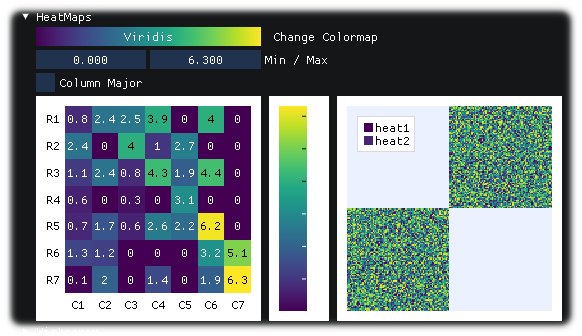 HeatMaps
Viridis Change Colormap
0.000 6.300 Min / Max
Column Major
R1 0.8 2.4 2.5 3.9 0 4 0
R2 2.4 0 4 1 2.7 0 0
R3 1.1 2.4 0.8 4.3 1.9 4.4 0
R4 0.6 0 0.3 0 3.1 0 0
R5 0.7 1.7 0.6 2.6 2.2 6.2 0
R6 1.3 1.2 0 0 0 3.2 5.1
R7 0.1 2 0 1.4 0 1.9 6.3
C1 C2 C3 C4 C5 C6 C7
heat1
heat2